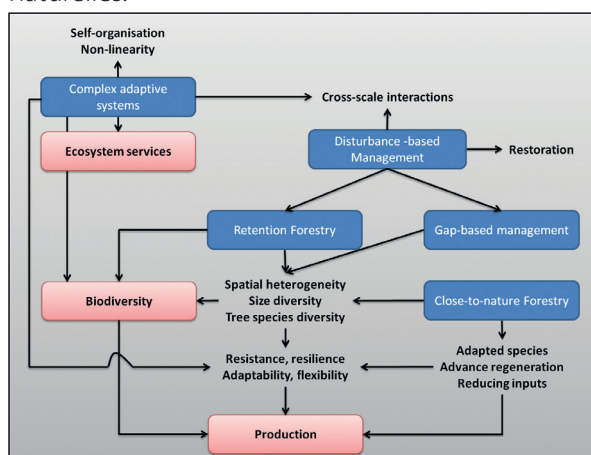 Self-organisation
Non-linearity
Complex adaptive
systems
Cross-scale interactions
Ecosystem services
Disturbance -based
Management
Restoration
Retention Forestry
Gap-based management
Spatial heterogeneity
Size diversity
Tree species diversity
Biodiversity
Close-to-nature Forestry
Resistance, resilience
Adaptability, flexibility
Adapted species
Advance regeneration
Reducing inputs
Production